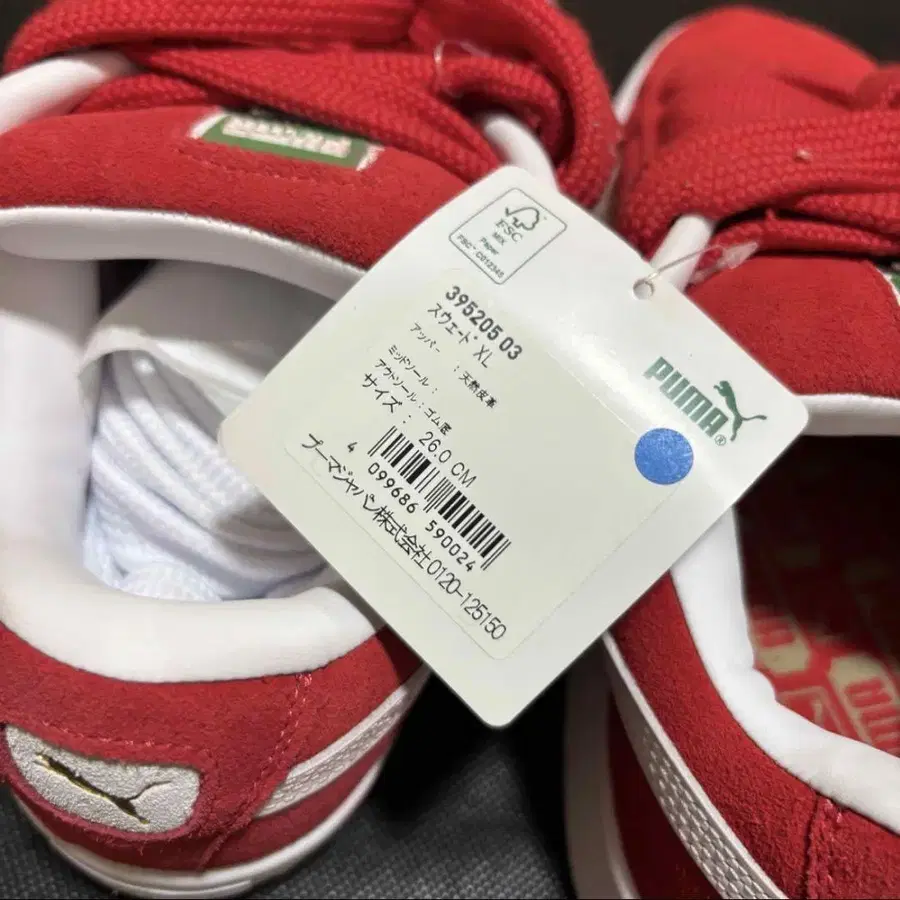 FSC
MIX
Paper
FSC™ C012345
395205 03
スウェード XL
アッパー : 天然皮革
ミッドソール :
アウトソール : ゴム底
サイズ : 26.0 CM
4 099686 590024
プーマジャパン株式会社 0120-125150
PUMA®